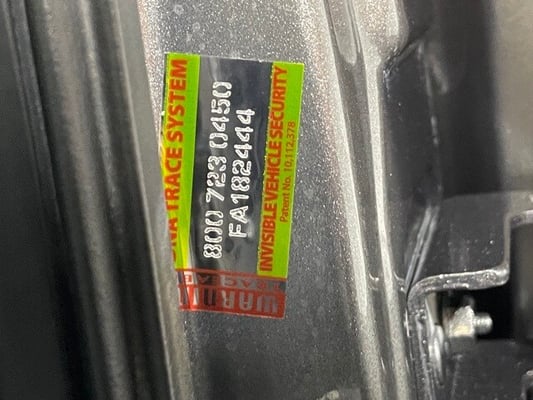 DNA TRACE SYSTEM
800 723 0450
FA182444
INVISIBLE VEHICLE SECURITY
Patent No. 10,112,378